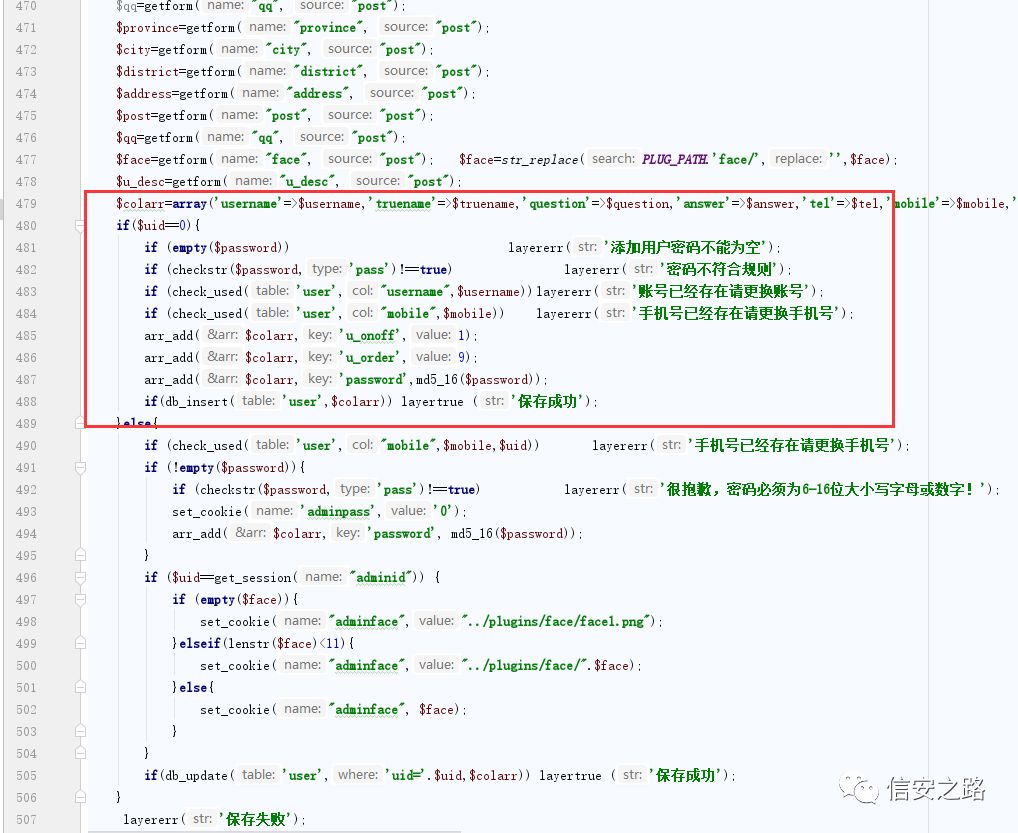 470 $qq=getform( name: "qq", source: "post");
471 $province=getform( name: "province", source: "post");
472 $city=getform( name: "city", source: "post");
473 $district=getform( name: "district", source: "post");
474 $address=getform( name: "address", source: "post");
475 $post=getform( name: "post", source: "post");
476 $qq=getform( name: "qq", source: "post");
477 $face=getform( name: "face", source: "post"); $face=str_replace( search: PLUG_PATH.'face/', replace: '',$face);
478 $u_desc=getform( name: "u_desc", source: "post");
479 $colarr=array('username'=>$username,'truename'=>$truename,'question'=>$question,'answer'=>$answer,'tel'=>$tel,'mobile'=>$mobile,'
480 if($uid==0){
481 if (empty($password)) layererr( str: '添加用户密码不能为空');
482 if (checkstr($password, type: 'pass')!==true) layererr( str: '密码不符合规则');
483 if (check_used( table: 'user', col: "username",$username)) layererr( str: '账号已经存在请更换账号');
484 if (check_used( table: 'user', col: "mobile",$mobile)) layererr( str: '手机号已经存在请更换手机号');
485 arr_add( &arr: $colarr, key: 'u_onoff', value: 1);
486 arr_add( &arr: $colarr, key: 'u_order', value: 9);
487 arr_add( &arr: $colarr, key: 'password',md5_16($password));
488 if(db_insert( table: 'user',$colarr)) layertrue ( str: '保存成功');
489 }else{
490 if (check_used( table: 'user', col: "mobile",$mobile,$uid)) layererr( str: '手机号已经存在请更换手机号');
491 if (!empty($password)){
492 if (checkstr($password, type: 'pass')!==true) layererr( str: '很抱歉，密码必须为6-16位大小写字母或数字！');
493 set_cookie( name: 'adminpass', value: '0');
494 arr_add( &arr: $colarr, key: 'password', md5_16($password));
495 }
496 if ($uid==get_session( name: "adminid")) {
497 if (empty($face)){
498 set_cookie( name: "adminface", value: "../plugins/face/face1.png");
499 }elseif(lenstr($face)<11){
500 set_cookie( name: "adminface", value: "../plugins/face/".$face);
501 }else{
502 set_cookie( name: "adminface", $face);
503 }
504 }
505 if(db_update( table: 'user', where: 'uid='.$uid,$colarr)) layertrue ( str: '保存成功');
506 }
507 layererr( str: '保存失败');
信安之路